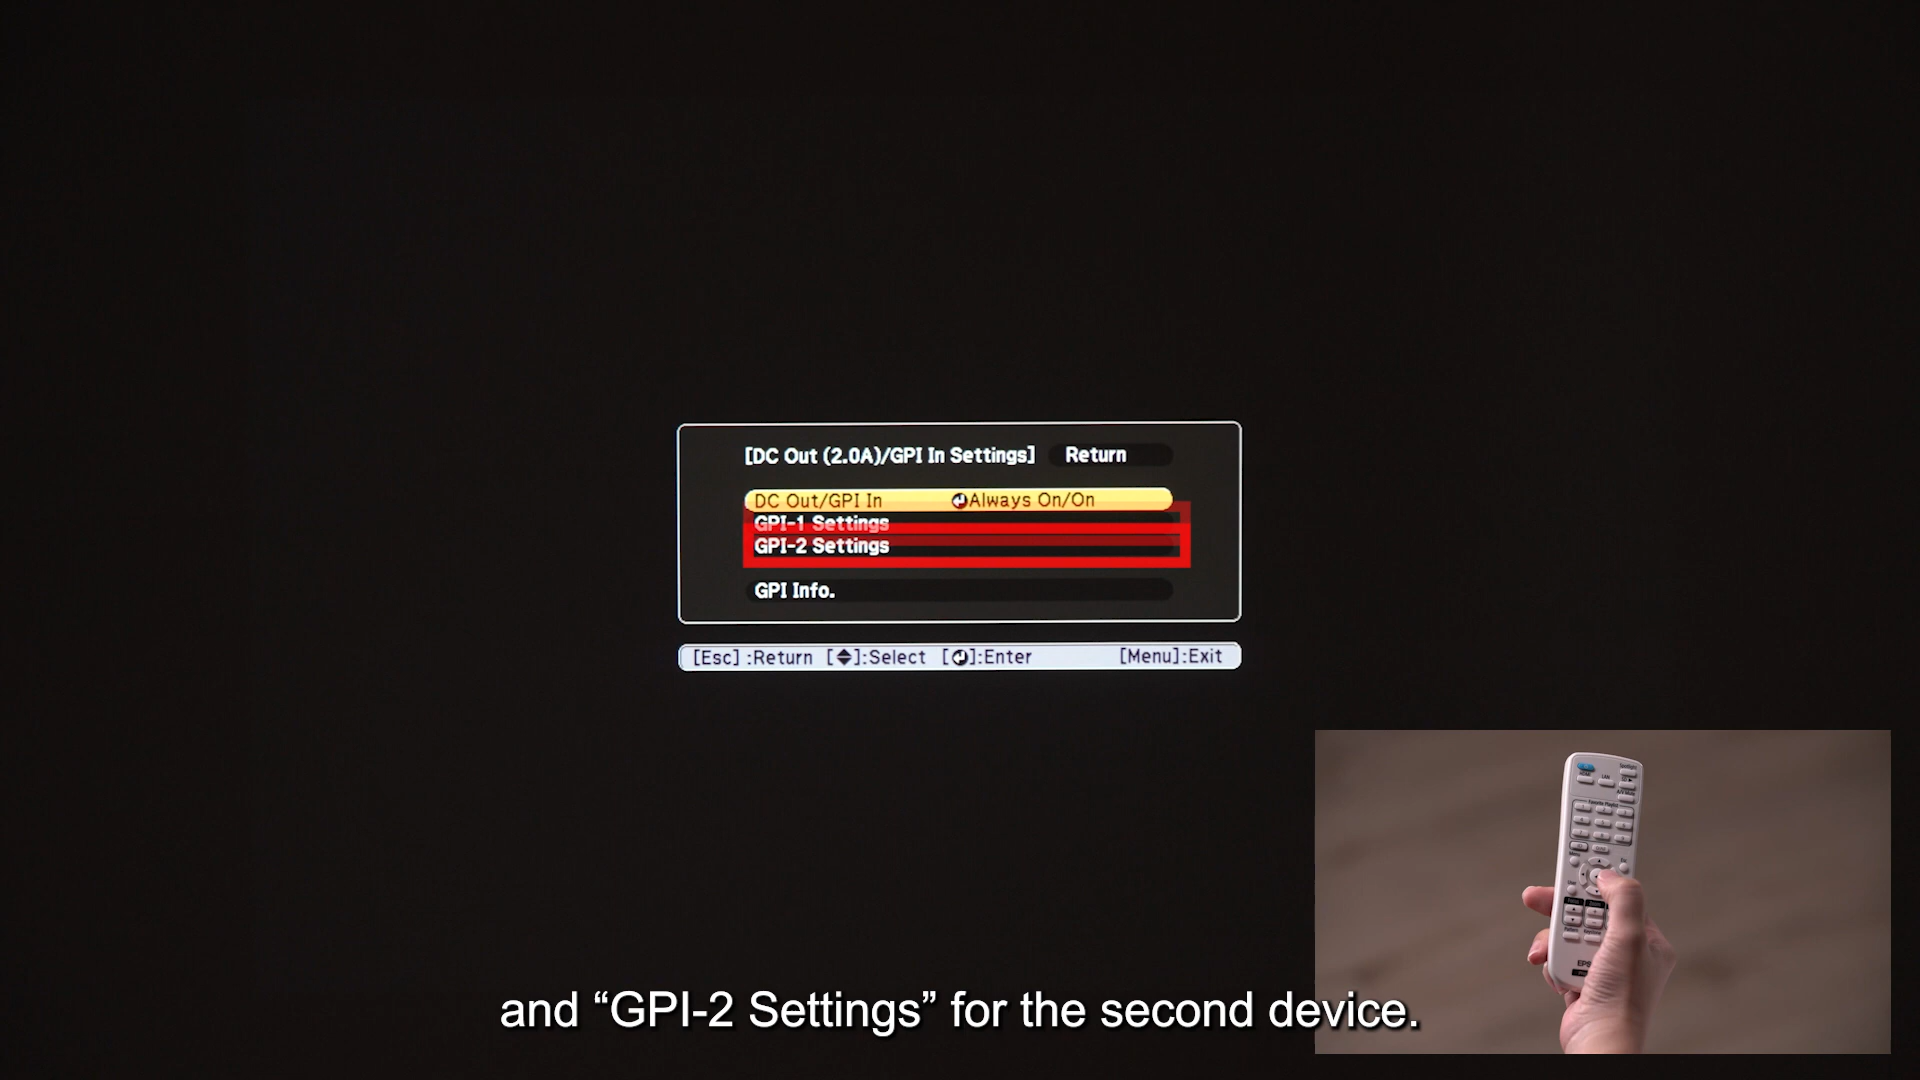 [DC Out (2.0A)/GPI In Settings] Return
DC Out/GPI In Always On/On
GPI-1 Settings
GPI-2 Settings
GPI Info.
[Esc] :Return [ ]:Select [ ]:Enter [Menu]:Exit
and “GPI-2 Settings” for the second device.